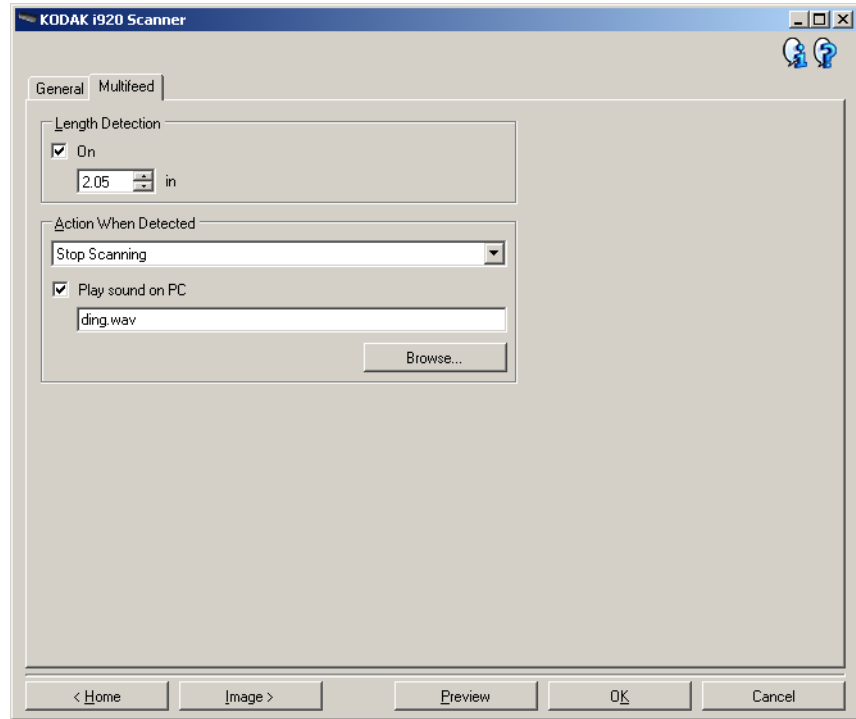 KODAK i920 Scanner
General Multifeed
Length Detection
On
2.05 in
Action When Detected
Stop Scanning
Play sound on PC
ding.wav
Browse...
< Home Image > Preview OK Cancel